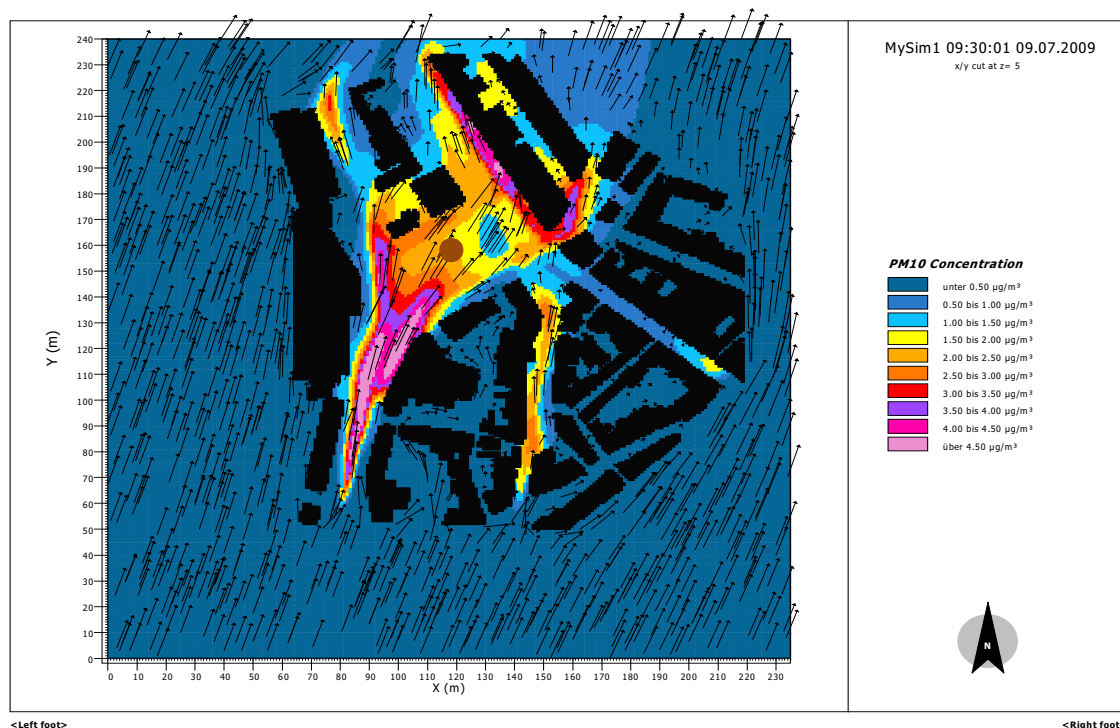 MySim1 09:30:01 09.07.2009
x/y cut at z= 5
240
230
220
210
200
190
180
170
160
150
140
130
120
110
100
90
80
70
60
50
40
30
20
10
0
Y (m)
0 10 20 30 40 50 60 70 80 90 100 110 120 130 140 150 160 170 180 190 200 210 220 230
X (m)
PM10 Concentration
unter 0.50 µg/m³
0.50 bis 1.00 µg/m³
1.00 bis 1.50 µg/m³
1.50 bis 2.00 µg/m³
2.00 bis 2.50 µg/m³
2.50 bis 3.00 µg/m³
3.00 bis 3.50 µg/m³
3.50 bis 4.00 µg/m³
4.00 bis 4.50 µg/m³
über 4.50 µg/m³
N
<Left foot>
<Right foot